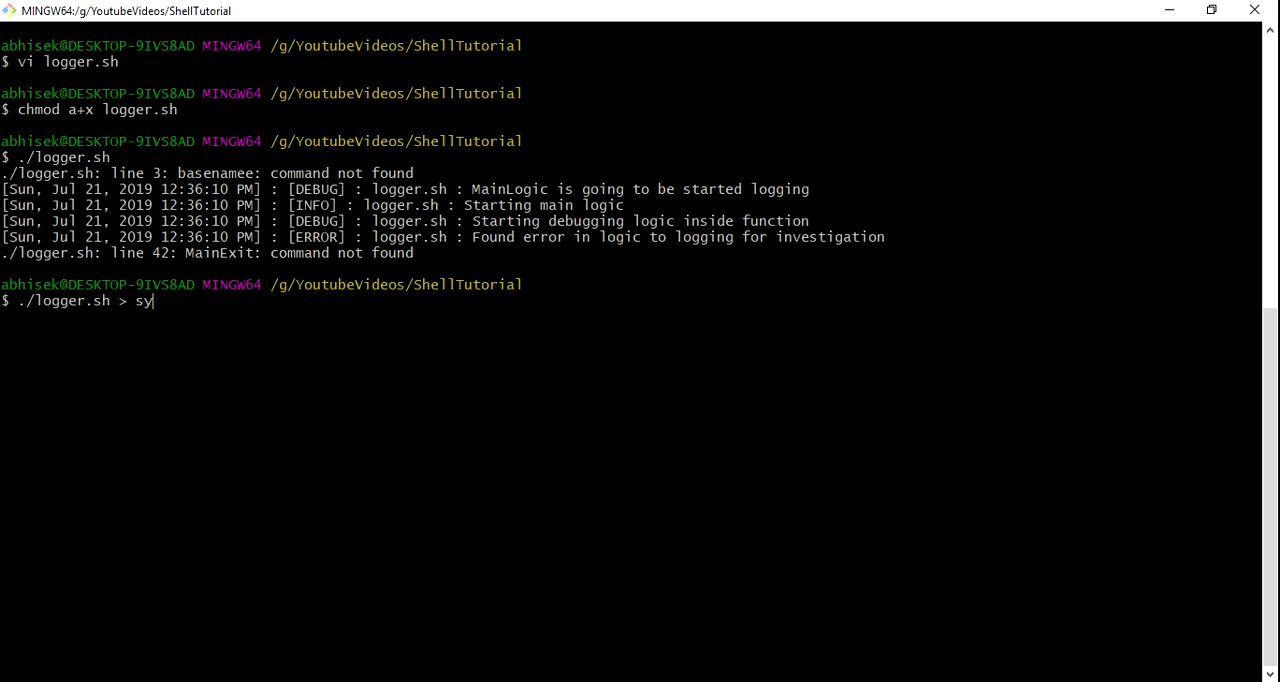 MINGW64:/g/YoutubeVideos/ShellTutorial
abhisek@DESKTOP-9IVS8AD MINGW64 /g/YoutubeVideos/ShellTutorial
$ vi logger.sh
abhisek@DESKTOP-9IVS8AD MINGW64 /g/YoutubeVideos/ShellTutorial
$ chmod a+x logger.sh
abhisek@DESKTOP-9IVS8AD MINGW64 /g/YoutubeVideos/ShellTutorial
$ ./logger.sh
./logger.sh: line 3: basenamee: command not found
[Sun, Jul 21, 2019 12:36:10 PM] : [DEBUG] : logger.sh : MainLogic is going to be started logging
[Sun, Jul 21, 2019 12:36:10 PM] : [INFO] : logger.sh : Starting main logic
[Sun, Jul 21, 2019 12:36:10 PM] : [DEBUG] : logger.sh : Starting debugging logic inside function
[Sun, Jul 21, 2019 12:36:10 PM] : [ERROR] : logger.sh : Found error in logic to logging for investigation
./logger.sh: line 42: MainExit: command not found
abhisek@DESKTOP-9IVS8AD MINGW64 /g/YoutubeVideos/ShellTutorial
$ ./logger.sh > sy